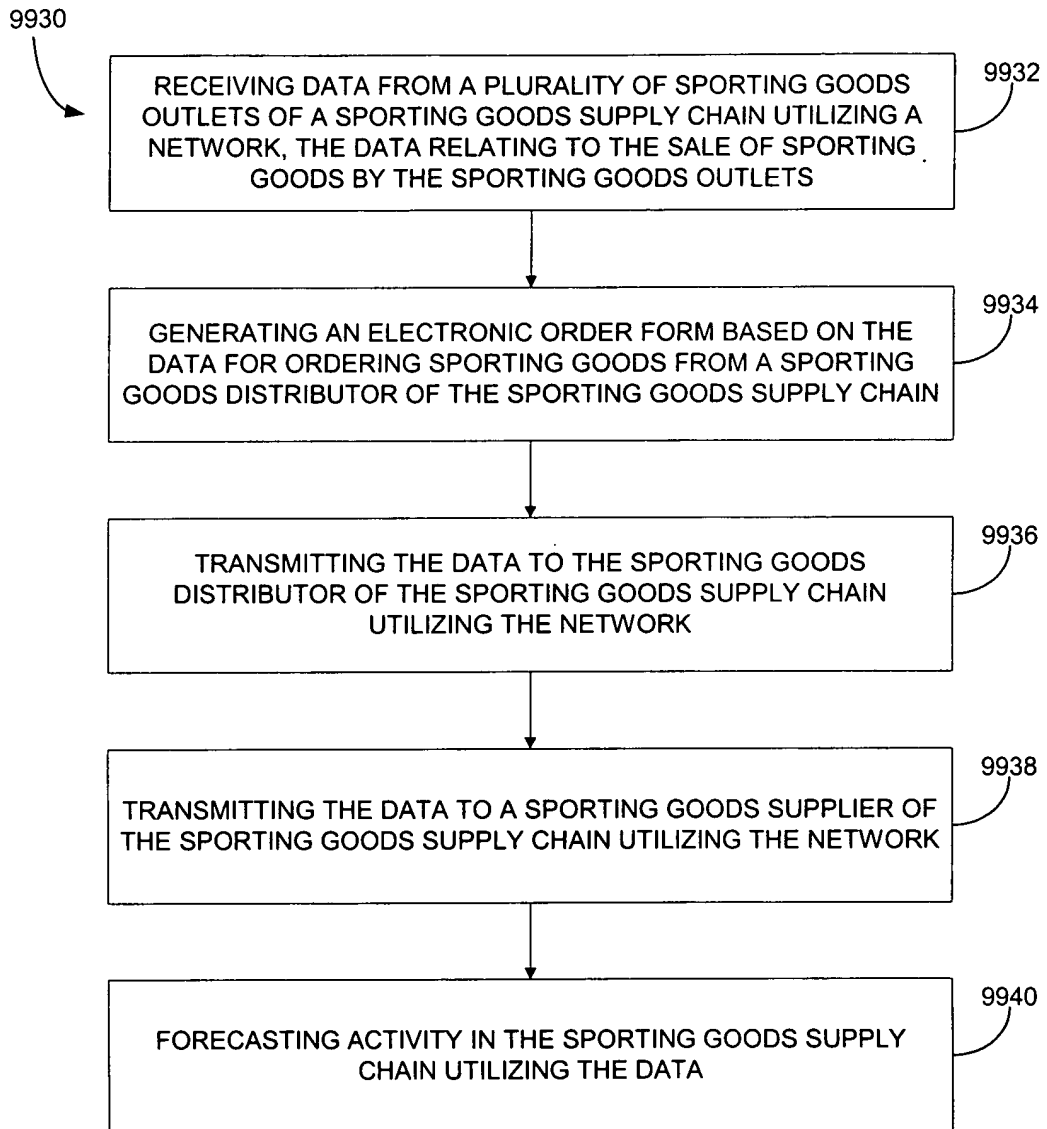 9930
RECEIVING DATA FROM A PLURALITY OF SPORTING GOODS
OUTLETS OF A SPORTING GOODS SUPPLY CHAIN UTILIZING A
NETWORK, THE DATA RELATING TO THE SALE OF SPORTING
GOODS BY THE SPORTING GOODS OUTLETS
9932
GENERATING AN ELECTRONIC ORDER FORM BASED ON THE
DATA FOR ORDERING SPORTING GOODS FROM A SPORTING
GOODS DISTRIBUTOR OF THE SPORTING GOODS SUPPLY CHAIN
9934
TRANSMITTING THE DATA TO THE SPORTING GOODS
DISTRIBUTOR OF THE SPORTING GOODS SUPPLY CHAIN
UTILIZING THE NETWORK
9936
TRANSMITTING THE DATA TO A SPORTING GOODS SUPPLIER OF
THE SPORTING GOODS SUPPLY CHAIN UTILIZING THE NETWORK
9938
FORECASTING ACTIVITY IN THE SPORTING GOODS SUPPLY
CHAIN UTILIZING THE DATA
9940